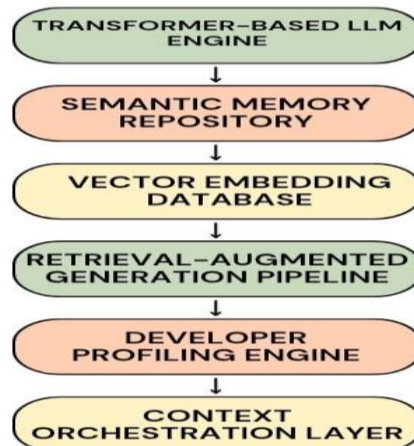 TRANSFORMER-BASED LLM
ENGINE
SEMANTIC MEMORY
REPOSITORY
VECTOR EMBEDDING
DATABASE
RETRIEVAL-AUGMENTED
GENERATION PIPELINE
DEVELOPER
PROFILING ENGINE
CONTEXT
ORCHESTRATION LAYER